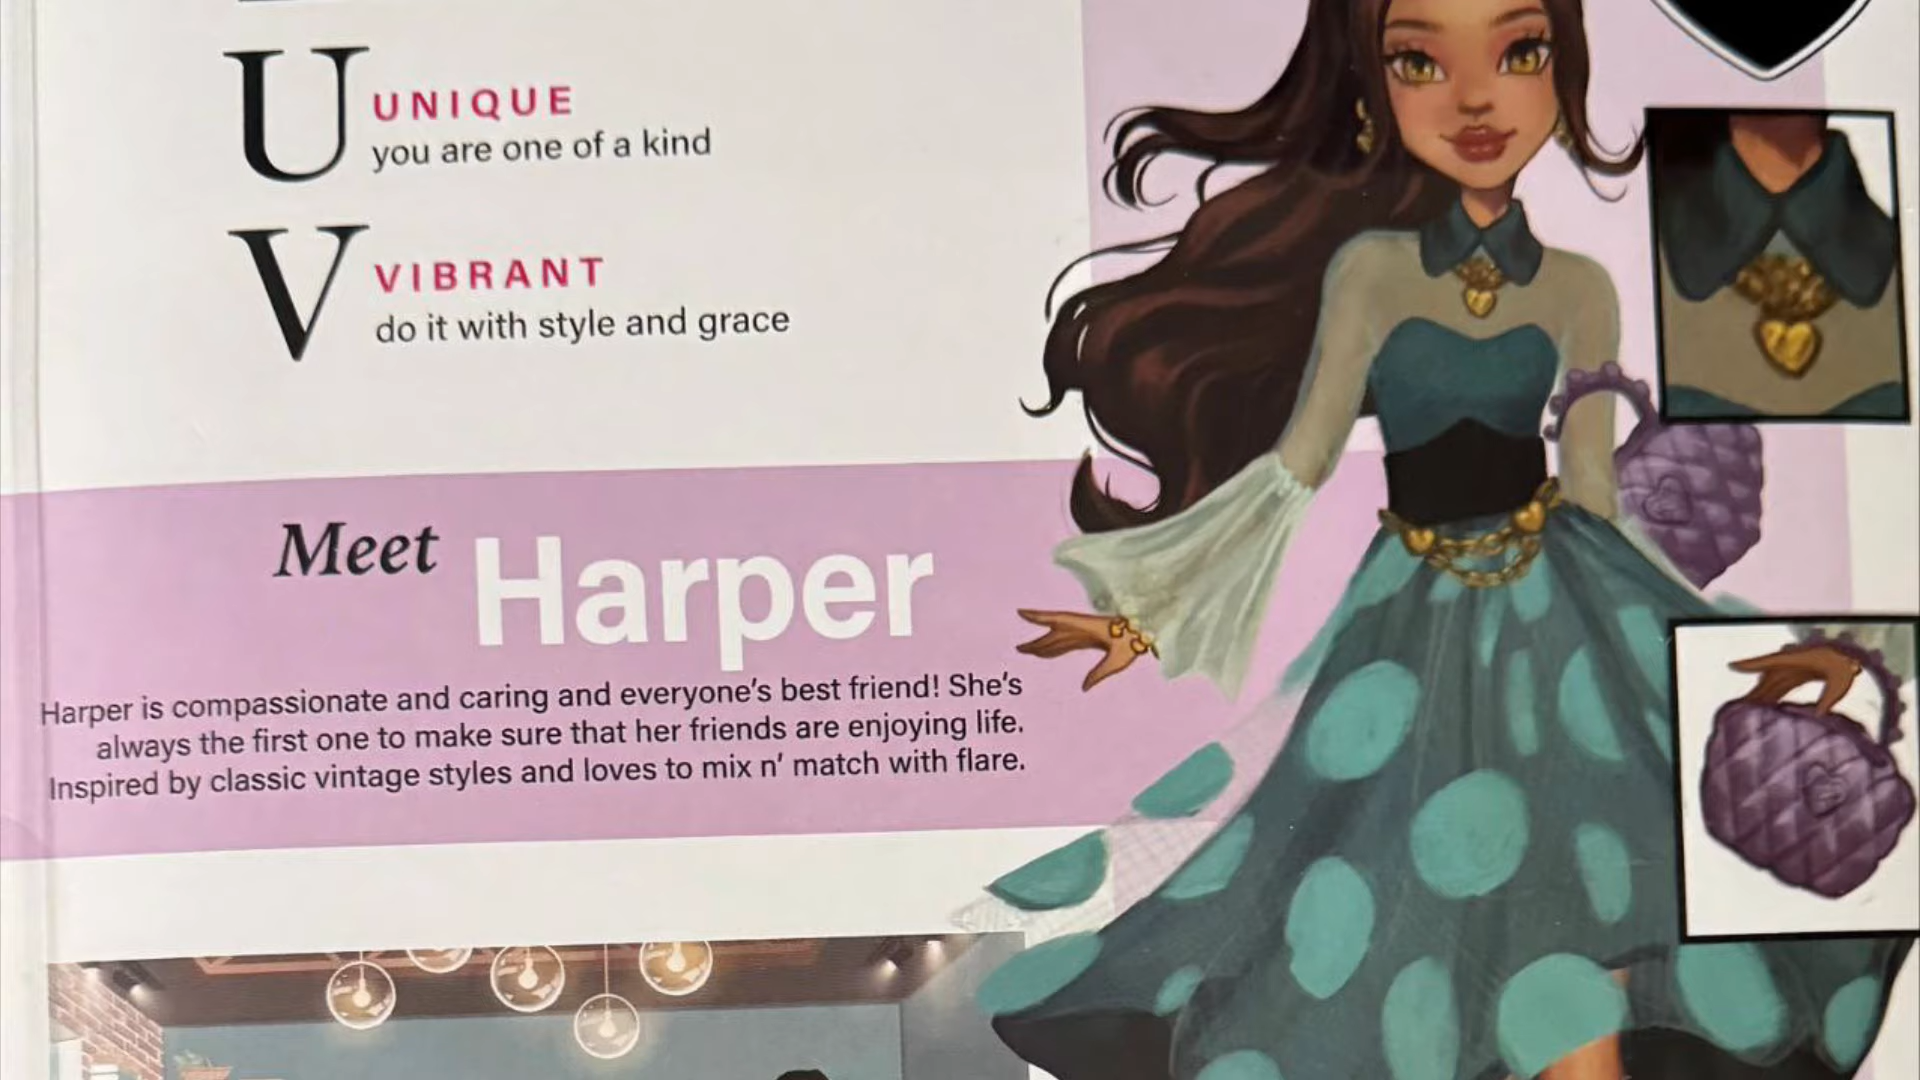 U
UNIQUE
you are one of a kind
V
VIBRANT
do it with style and grace
Meet Harper
Harper is compassionate and caring and everyone's best friend! She's
always the first one to make sure that her friends are enjoying life.
Inspired by classic vintage styles and loves to mix n' match with flare.